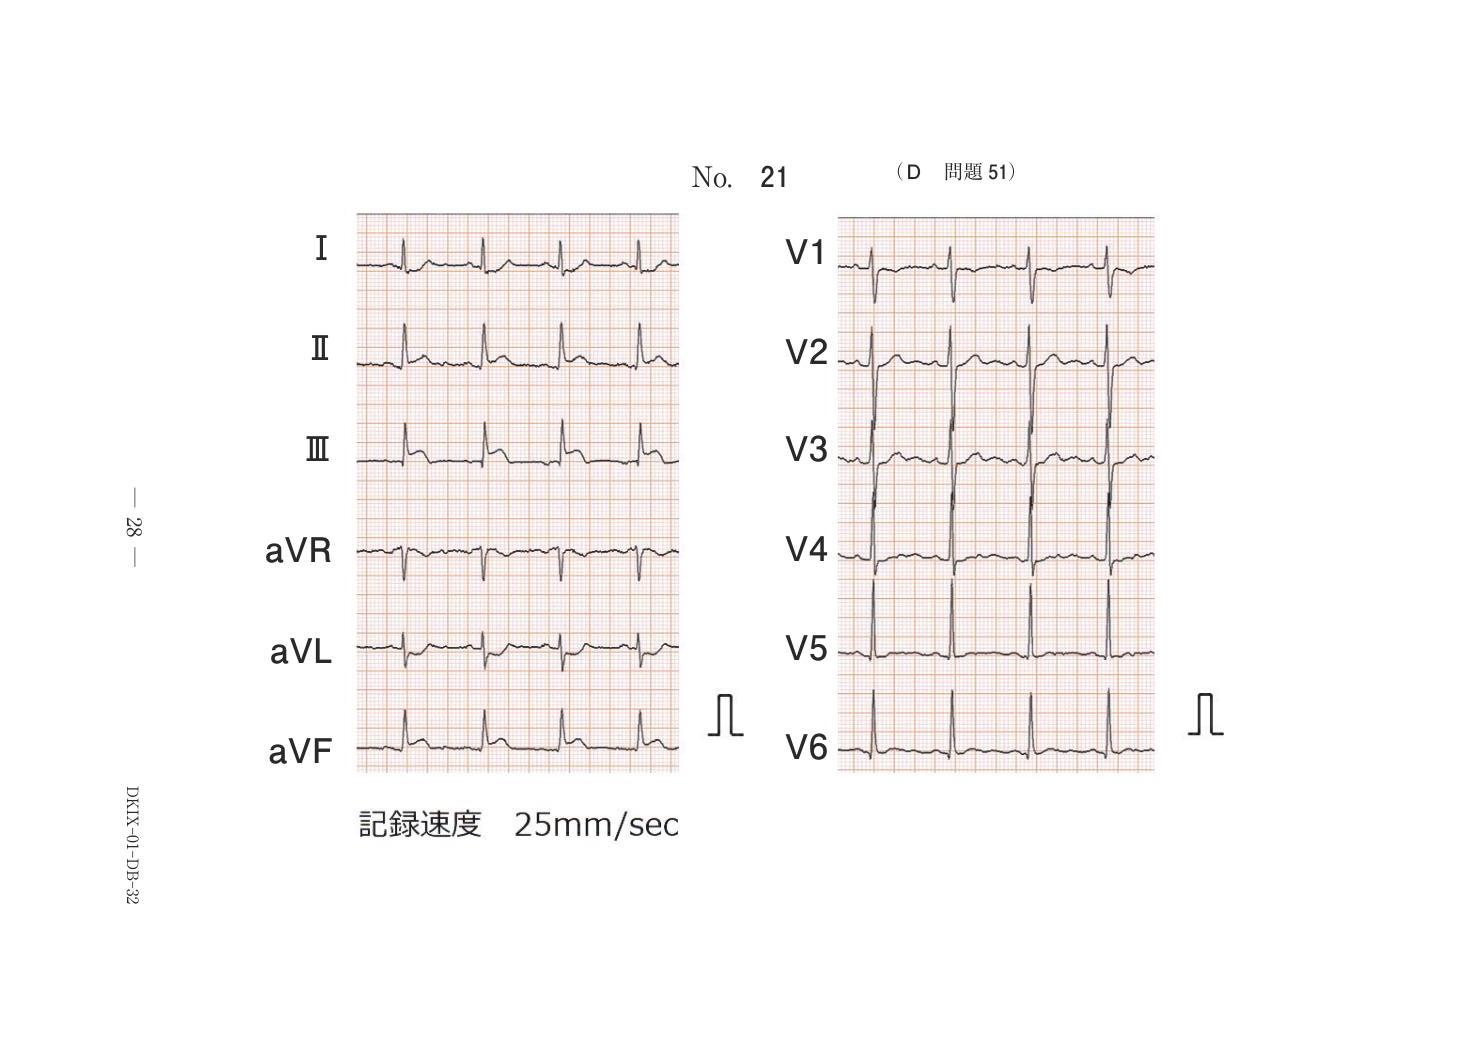 No. 21 （D 問題 51）
Ⅰ
Ⅱ
Ⅲ
aVR
aVL
aVF
V1
V2
V3
V4
V5
V6
記録速度 25mm/sec
— 28 —
DKIX-01-DB-32